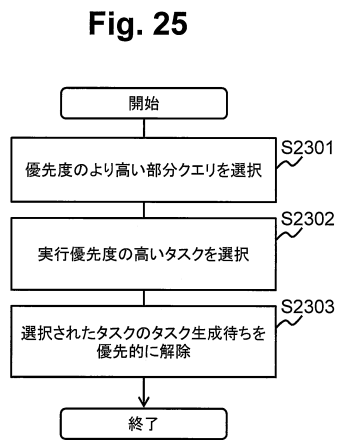 Fig. 25
開始
S2301
優先度のより高い部分クエリを選択
S2302
実行優先度の高いタスクを選択
S2303
選択されたタスクのタスク生成待ちを
優先的に解除
終了